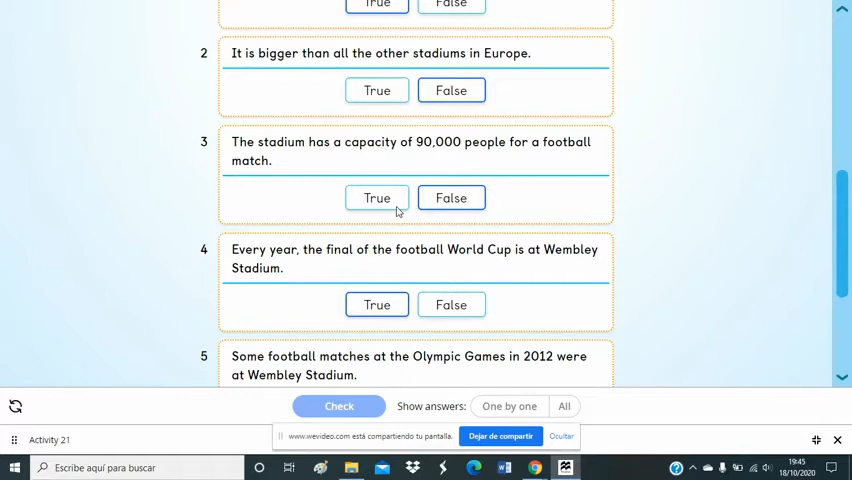 True False
2 It is bigger than all the other stadiums in Europe.
True False
3 The stadium has a capacity of 90,000 people for a football
match.
True False
4 Every year, the final of the football World Cup is at Wembley
Stadium.
True False
5 Some football matches at the Olympic Games in 2012 were
at Wembley Stadium.
Check Show answers: One by one All
www.wevideo.com está compartiendo tu pantalla. Dejar de compartir Ocultar
Activity 21
Escribe aquí para buscar
19:45
18/10/2020